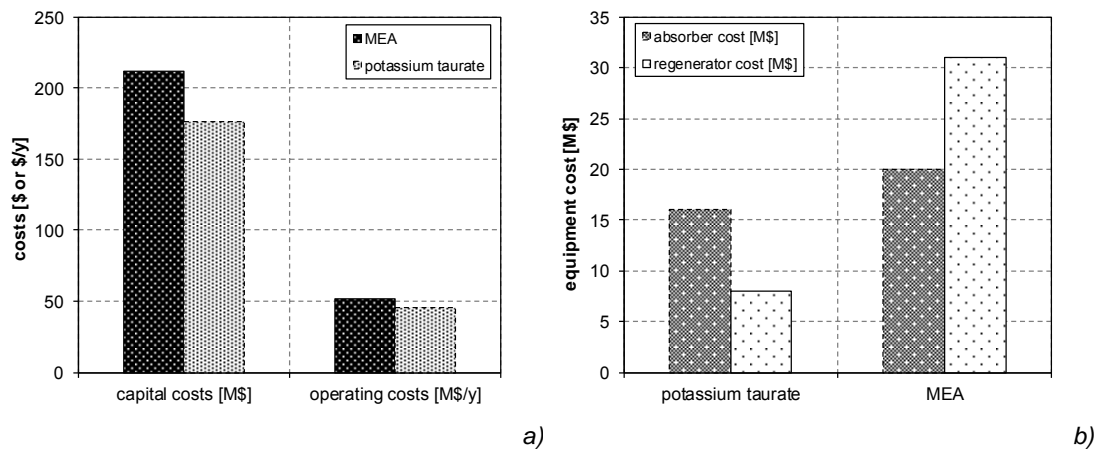 250
200
150
100
50
0
costs [$ or $/y]
MEA
potassium taurate
capital costs [M$]
operating costs [M$/y]
a)
35
30
25
20
15
10
5
0
equipment cost [M$]
absorber cost [M$]
regenerator cost [M$]
potassium taurate
MEA
b)